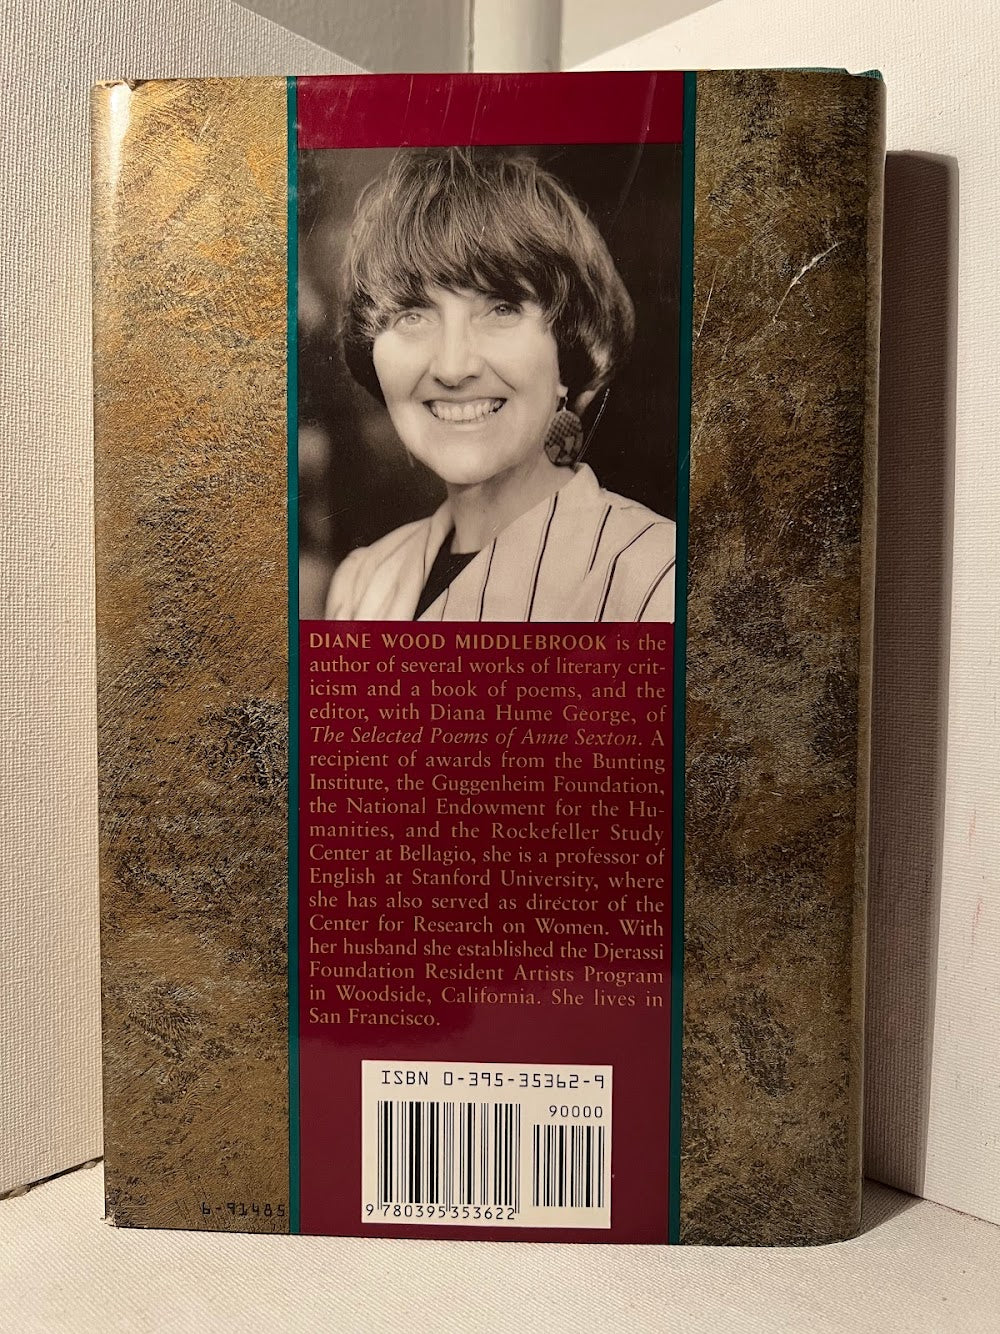 DIANE WOOD MIDDLEBROOK is the
author of several works of literary crit-
icism and a book of poems, and the
editor, with Diana Hume George, of
The Selected Poems of Anne Sexton. A
recipient of awards from the Bunting
Institute, the Guggenheim Foundation,
the National Endowment for the Hu-
manities, and the Rockefeller Study
Center at Bellagio, she is a professor of
English at Stanford University, where
she has also served as director of the
Center for Research on Women. With
her husband she established the Djerassi
Foundation Resident Artists Program
in Woodside, California. She lives in
San Francisco.
ISBN 0-395-35362-9
90000
9 780395 353622
6-91485